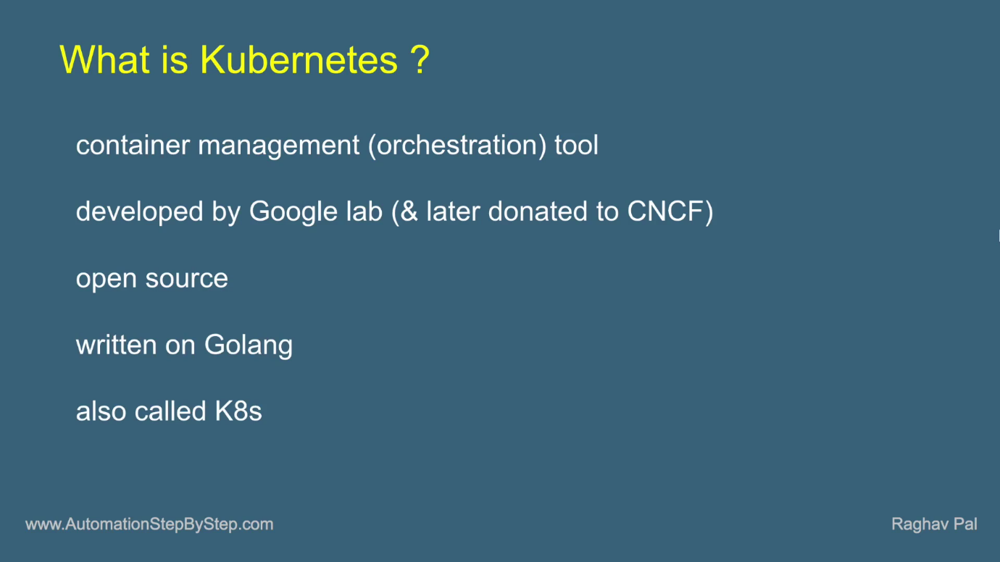 What is Kubernetes ?
container management (orchestration) tool
developed by Google lab (& later donated to CNCF)
open source
written on Golang
also called K8s
www.AutomationStepByStep.com
Raghav Pal